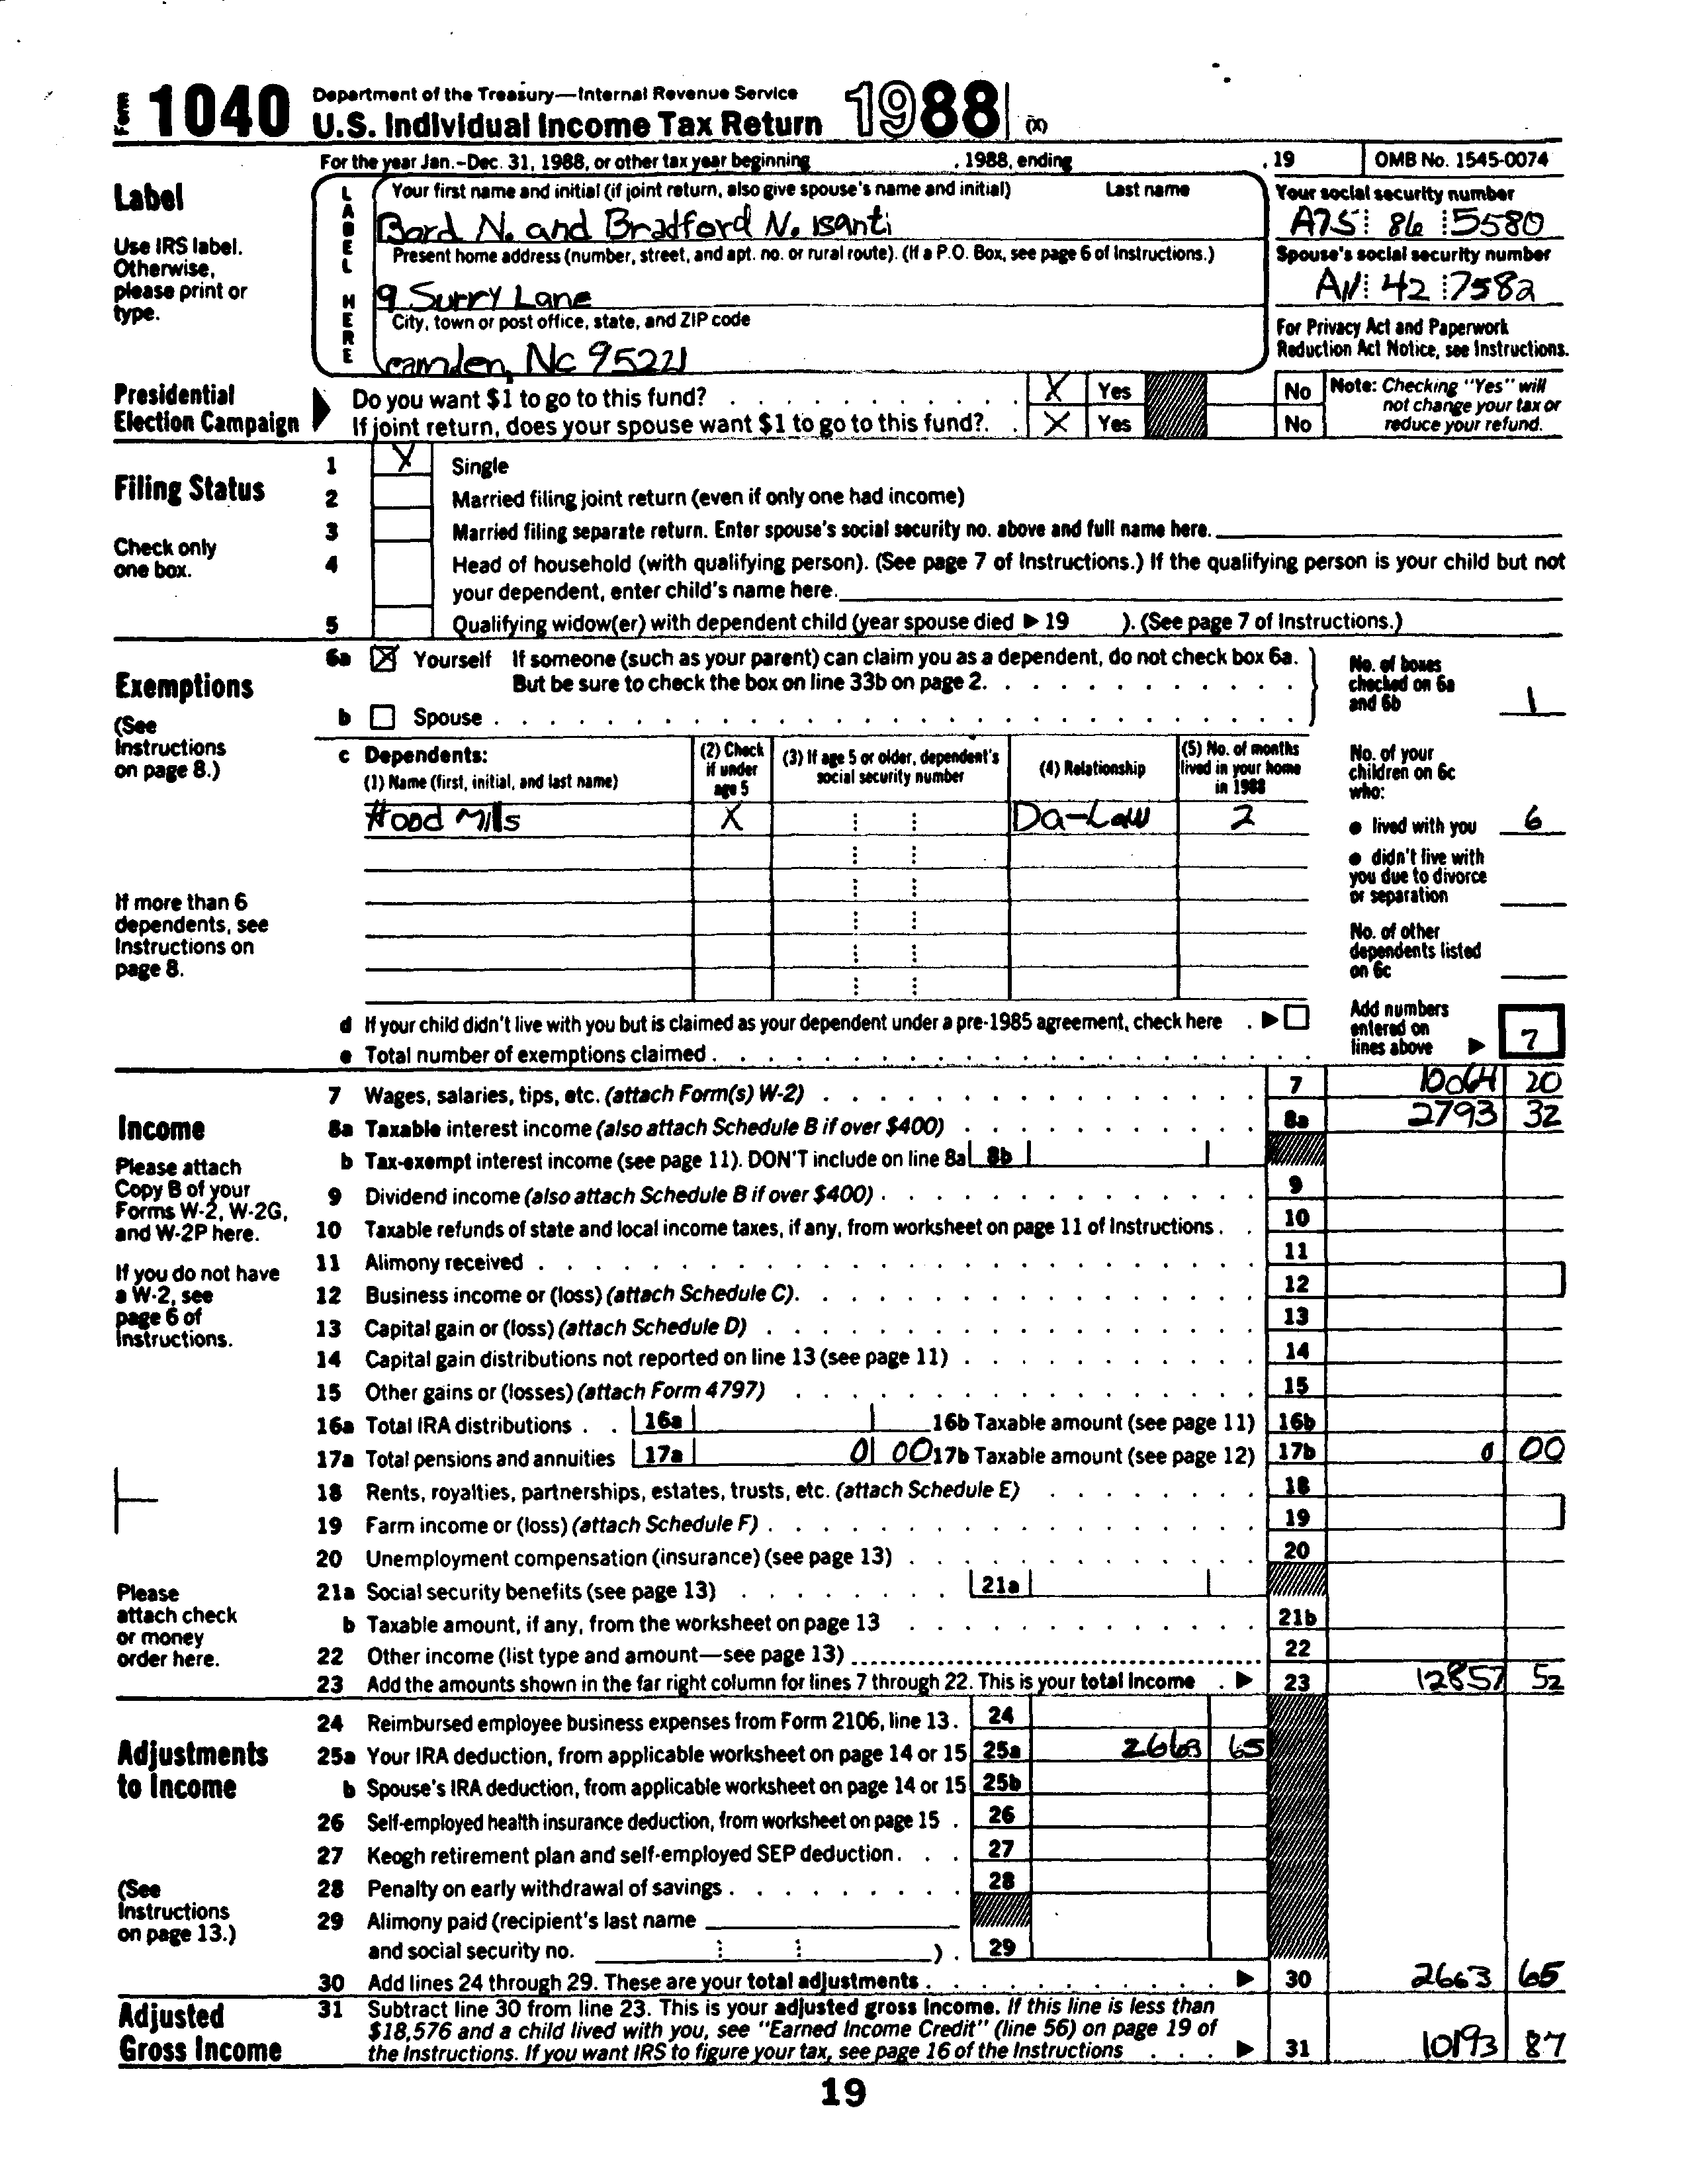 Form 1040 Department of the Treasury—Internal Revenue Service
U.S. Individual Income Tax Return 1988 (X)
For the year Jan.–Dec. 31, 1988, or other tax year beginning , 1988, ending , 19 OMB No. 1545-0074
Label
Use IRS label. Otherwise, please print or type.
LABEL HERE
Your first name and initial (if joint return, also give spouse's name and initial) Last name
Bard N. and Bradford N. Isanti
Your social security number
A75 86 5580
Present home address (number, street, and apt. no. or rural route). (If a P.O. Box, see page 6 of Instructions.)
9 Surry Lane
Spouse's social security number
42 7582
City, town or post office, state, and ZIP code
Camden, NC 95221
For Privacy Act and Paperwork Reduction Act Notice, see Instructions.
Presidential Election Campaign
Do you want $1 to go to this fund? X Yes No
If joint return, does your spouse want $1 to go to this fund?. X Yes No
Note: Checking "Yes" will not change your tax or reduce your refund.
Filing Status
Check only one box.
1 X Single
2 Married filing joint return (even if only one had income)
3 Married filing separate return. Enter spouse's social security no. above and full name here.
4 Head of household (with qualifying person). (See page 7 of Instructions.) If the qualifying person is your child but not
your dependent, enter child's name here.
5 Qualifying widow(er) with dependent child (year spouse died ▶ 19 ). (See page 7 of Instructions.)
Exemptions
(See Instructions on page 8.)
6a X Yourself If someone (such as your parent) can claim you as a dependent, do not check box 6a.
But be sure to check the box on line 33b on page 2.
b Spouse
No. of boxes checked on 6a and 6b 1
c Dependents:
(1) Name (first, initial, and last name)
(2) Check if under age 5
(3) If age 5 or older, dependent's social security number
(4) Relationship
(5) No. of months lived in your home in 1988
Hood Mills X Da-Law 2
No. of your children on 6c who:
● lived with you 6
● didn't live with you due to divorce or separation
No. of other dependents listed on 6c
If more than 6 dependents, see Instructions on page 8.
d If your child didn't live with you but is claimed as your dependent under a pre-1985 agreement, check here ▶
e Total number of exemptions claimed
Add numbers entered on lines above ▶ 7
Income
Please attach Copy B of your Forms W-2, W-2G, and W-2P here.
If you do not have a W-2, see page 6 of Instructions.
Please attach check or money order here.
7 Wages, salaries, tips, etc. (attach Form(s) W-2) 7 10064 20
8a Taxable interest income (also attach Schedule B if over $400) 8a 2793 32
b Tax-exempt interest income (see page 11). DON'T include on line 8a 8b
9 Dividend income (also attach Schedule B if over $400) 9
10 Taxable refunds of state and local income taxes, if any, from worksheet on page 11 of Instructions 10
11 Alimony received 11
12 Business income or (loss) (attach Schedule C) 12
13 Capital gain or (loss) (attach Schedule D) 13
14 Capital gain distributions not reported on line 13 (see page 11) 14
15 Other gains or (losses) (attach Form 4797) 15
16a Total IRA distributions 16a 16b Taxable amount (see page 11) 16b
17a Total pensions and annuities 17a 0 00 17b Taxable amount (see page 12) 17b 0 00
18 Rents, royalties, partnerships, estates, trusts, etc. (attach Schedule E) 18
19 Farm income or (loss) (attach Schedule F) 19
20 Unemployment compensation (insurance) (see page 13) 20
21a Social security benefits (see page 13) 21a
b Taxable amount, if any, from the worksheet on page 13 21b
22 Other income (list type and amount—see page 13) 22
23 Add the amounts shown in the far right column for lines 7 through 22. This is your total income ▶ 23 12857 52
Adjustments to Income
(See Instructions on page 13.)
24 Reimbursed employee business expenses from Form 2106, line 13. 24
25a Your IRA deduction, from applicable worksheet on page 14 or 15 25a 2663 65
b Spouse's IRA deduction, from applicable worksheet on page 14 or 15 25b
26 Self-employed health insurance deduction, from worksheet on page 15 26
27 Keogh retirement plan and self-employed SEP deduction 27
28 Penalty on early withdrawal of savings 28
29 Alimony paid (recipient's last name
and social security no. ) 29
30 Add lines 24 through 29. These are your total adjustments ▶ 30 2663 65
Adjusted Gross Income
31 Subtract line 30 from line 23. This is your adjusted gross income. If this line is less than
$18,576 and a child lived with you, see "Earned Income Credit" (line 56) on page 19 of
the Instructions. If you want IRS to figure your tax, see page 16 of the Instructions ▶ 31 10193 87
19